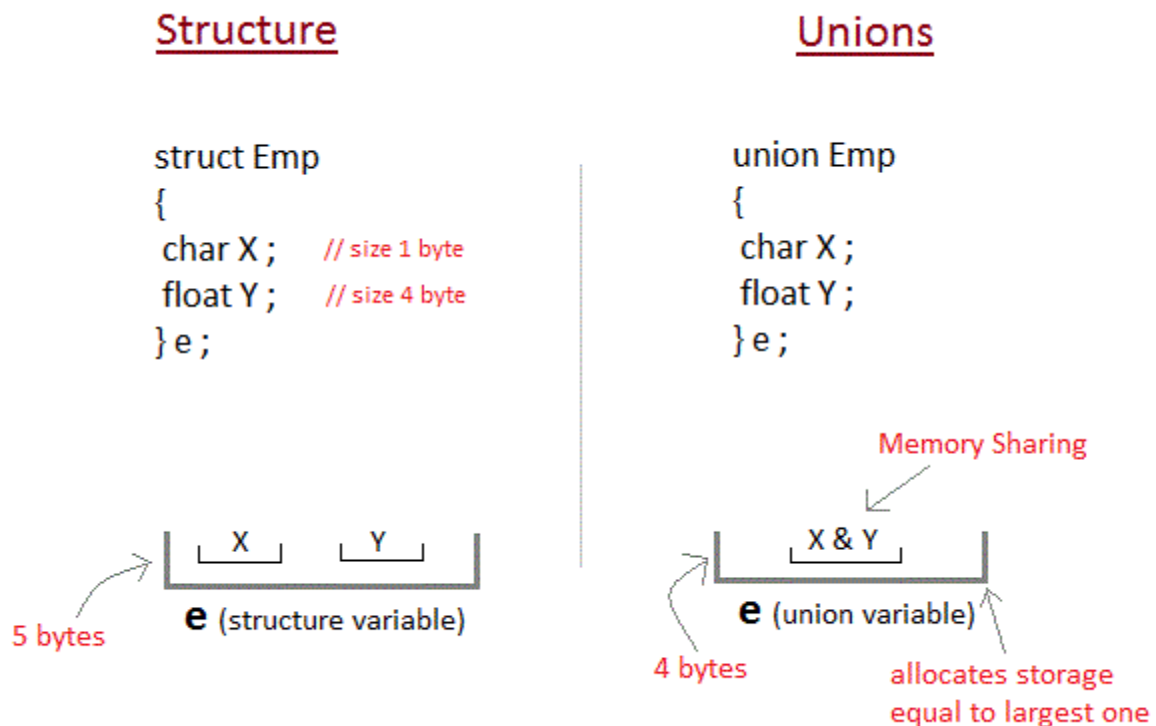 Structure
struct Emp
{
char X ; // size 1 byte
float Y ; // size 4 byte
} e ;
X Y
5 bytes
e (structure variable)
Unions
union Emp
{
char X ;
float Y ;
} e ;
Memory Sharing
X & Y
e (union variable)
4 bytes
allocates storage
equal to largest one